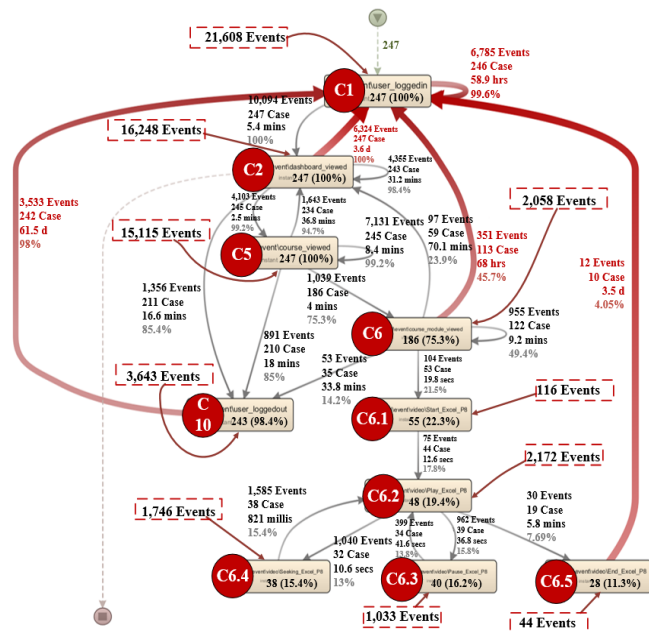 247
21,608 Events
6,785 Events
246 Case
58.9 hrs
99.6%
C1
ent\user_loggedin
247 (100%)
10,094 Events
247 Case
5.4 mins
100%
6,324 Events
247 Case
3.6 d
100%
16,248 Events
C2
event\dashboard_viewed
instant
247 (100%)
4,355 Events
243 Case
31.2 mins
98.4%
3,533 Events
242 Case
61.5 d
98%
4,103 Events
245 Case
2.5 mins
99.2%
1,643 Events
234 Case
36.8 mins
94.7%
7,131 Events
245 Case
8,4 mins
99.2%
97 Events
59 Case
70.1 mins
23.9%
2,058 Events
351 Events
113 Case
68 hrs
45.7%
12 Events
10 Case
3.5 d
4.05%
15,115 Events
C5
event\course_viewed
instant
247 (100%)
1,039 Events
186 Case
4 mins
75.3%
1,356 Events
211 Case
16.6 mins
85.4%
C6
event\course_module_viewed
186 (75.3%)
955 Events
122 Case
9.2 mins
49.4%
891 Events
210 Case
18 mins
85%
53 Events
35 Case
33.8 mins
14.2%
104 Events
53 Case
19.8 secs
21.5%
3,643 Events
C
10
ent\user_loggedout
243 (98.4%)
C6.1
event\video\Start_Excel_P8
55 (22.3%)
116 Events
75 Events
44 Case
12.6 secs
17.8%
2,172 Events
C6.2
event\video\Play_Excel_P8
48 (19.4%)
1,585 Events
38 Case
821 millis
15.4%
1,746 Events
1,040 Events
32 Case
10.6 secs
13%
399 Events
34 Case
41.6 secs
13.8%
962 Events
39 Case
36.8 secs
15.8%
30 Events
19 Case
5.8 mins
7.69%
C6.4
event\video\Seeking_Excel_P8
38 (15.4%)
C6.3
event\video\Pause_Excel_P8
40 (16.2%)
C6.5
event\video\End_Excel_P8
28 (11.3%)
1,033 Events
44 Events